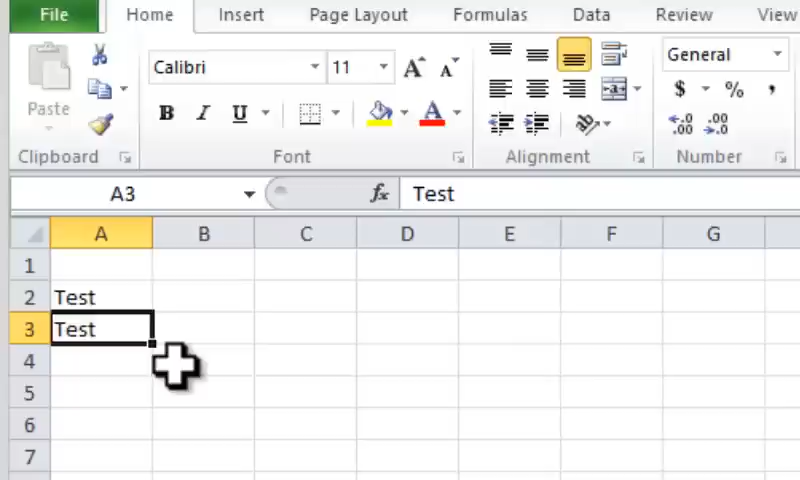 File Home Insert Page Layout Formulas Data Review View
Calibri 11 A A General
Paste B I U A $ % ,
.0 .00 .00 .0
Clipboard Font Alignment Number
A3 fx Test
A B C D E F G
1
2 Test
3 Test
4
5
6
7